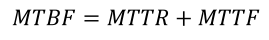 MTBF = MTTR + MTTF